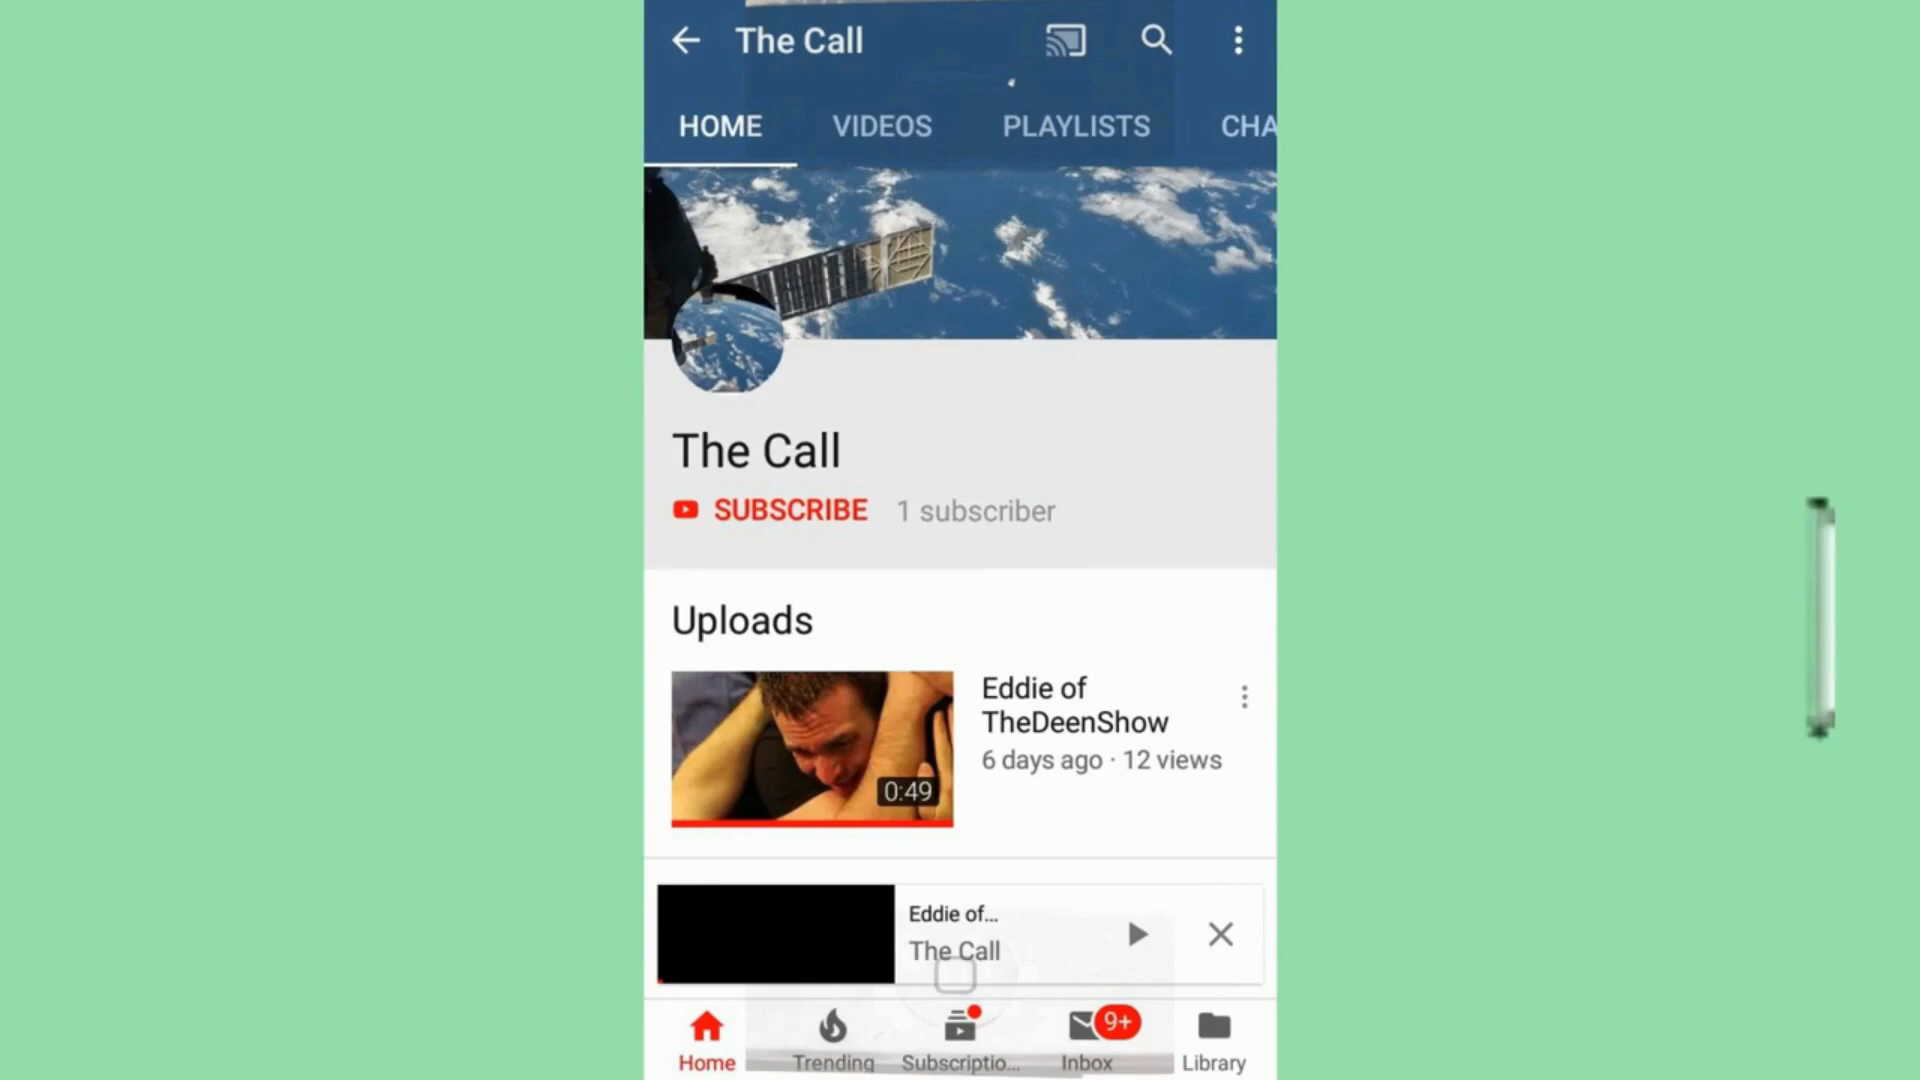 The Call
HOME VIDEOS PLAYLISTS CHA
The Call
SUBSCRIBE 1 subscriber
Uploads
Eddie of
TheDeenShow
6 days ago · 12 views
0:49
Eddie of...
The Call
9+
Home Trending Subscriptio... Inbox Library